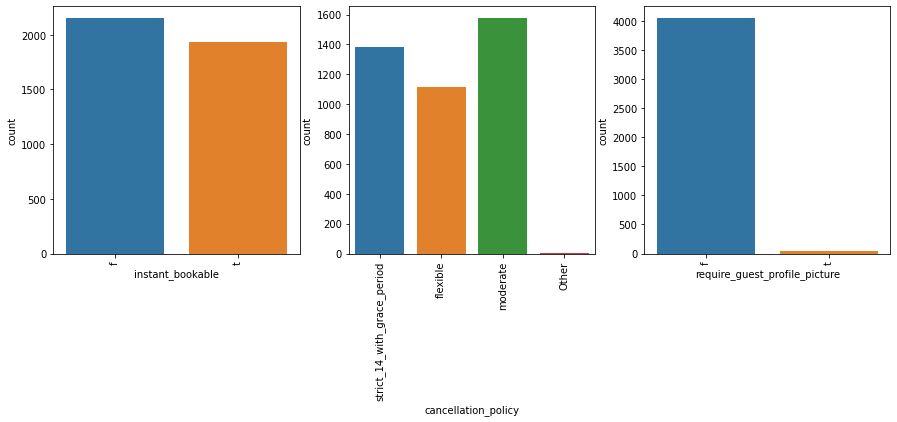 count
2000
1500
1000
500
0
f
t
instant_bookable
count
1600
1400
1200
1000
800
600
400
200
0
strict_14_with_grace_period
flexible
moderate
Other
cancellation_policy
count
4000
3500
3000
2500
2000
1500
1000
500
0
f
t
require_guest_profile_picture